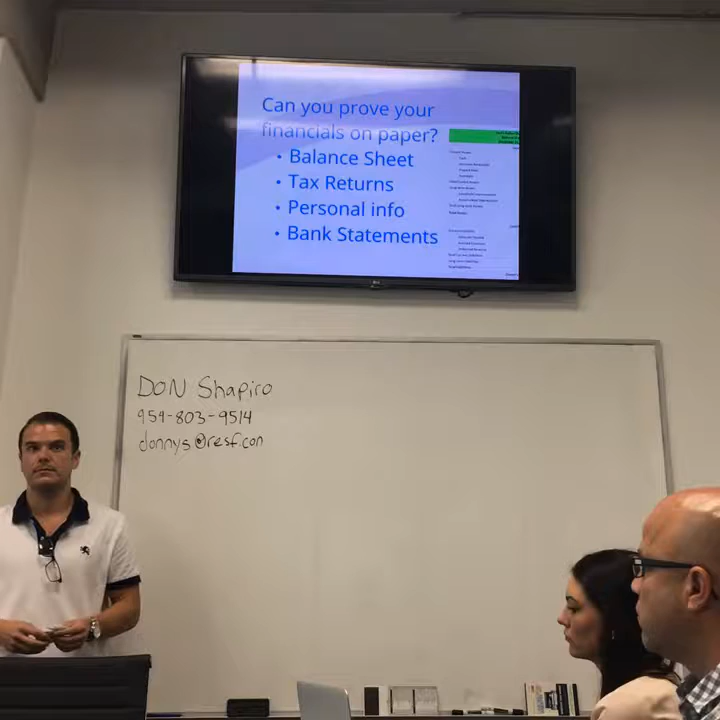 Can you prove your
financials on paper?
• Balance Sheet
• Tax Returns
• Personal info
• Bank Statements
DON Shapiro
954-803-9514
donnys@resf.con